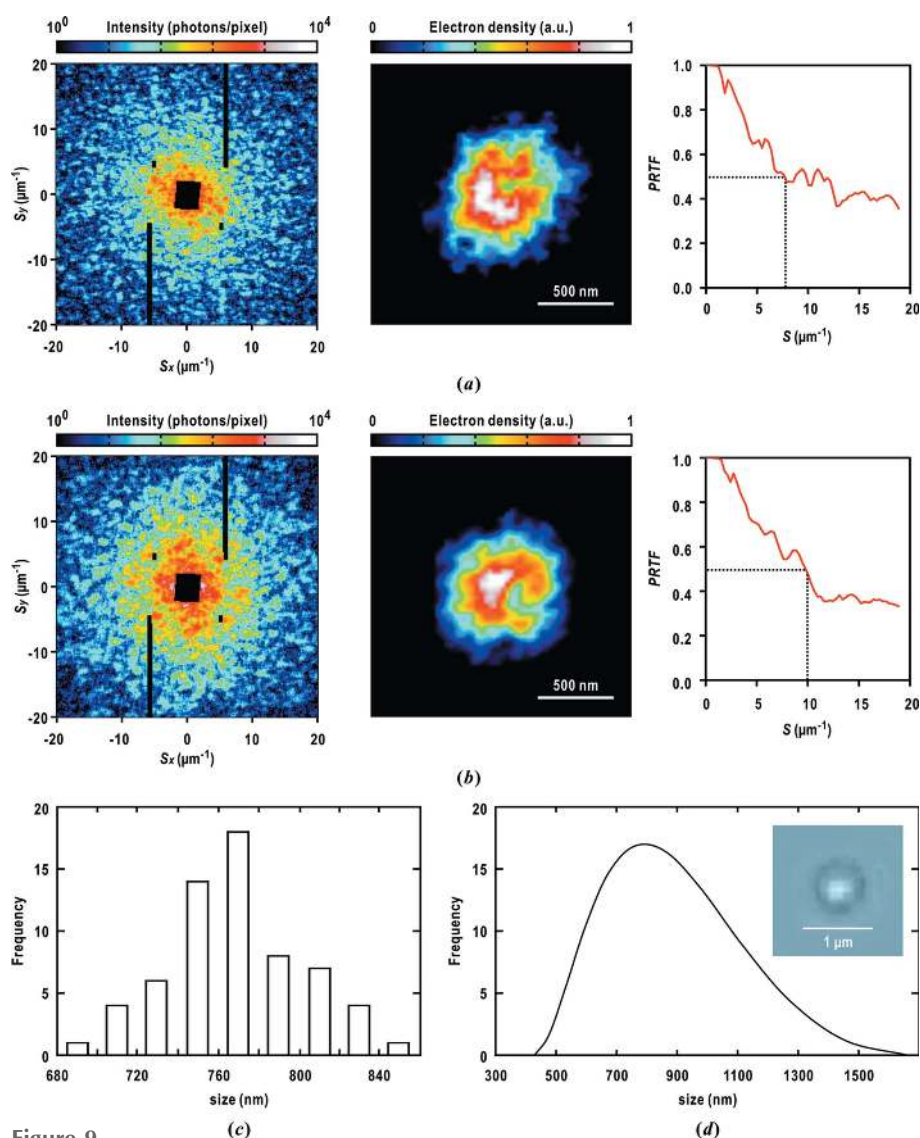 10⁰ Intensity (photons/pixel) 10⁴
0 Electron density (a.u.) 1
20
10
0
-10
-20
Sy (µm⁻¹)
-20 -10 0 10 20
Sx (µm⁻¹)
500 nm
1.0
0.8
0.6
0.4
0.2
0.0
PRTF
0 5 10 15 20
S (µm⁻¹)
(a)
10⁰ Intensity (photons/pixel) 10⁴
0 Electron density (a.u.) 1
20
10
0
-10
-20
Sy (µm⁻¹)
-20 -10 0 10 20
Sx (µm⁻¹)
500 nm
1.0
0.8
0.6
0.4
0.2
0.0
PRTF
0 5 10 15 20
S (µm⁻¹)
(b)
20
15
10
5
0
Frequency
680 720 760 800 840
size (nm)
(c)
20
15
10
5
0
Frequency
1 µm
300 500 700 900 1100 1300 1500
size (nm)
(d)
Figure 9